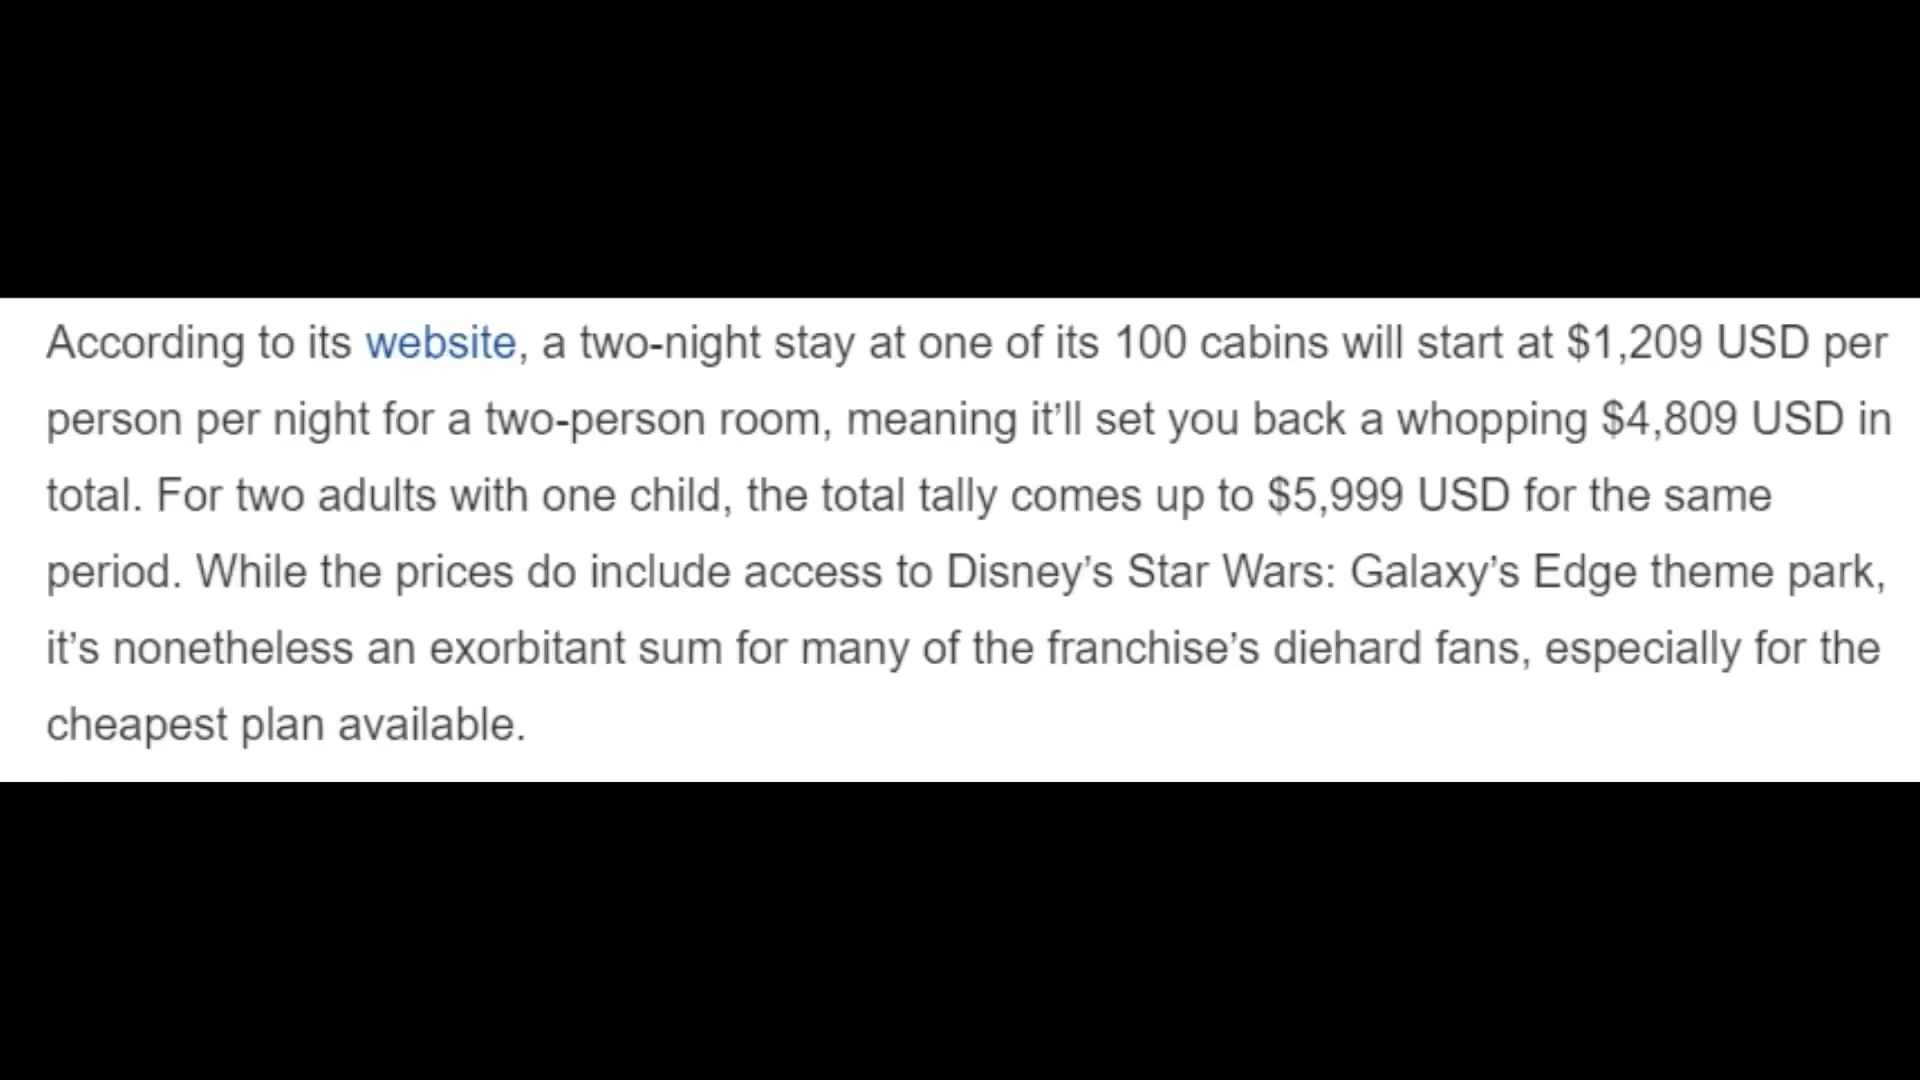 According to its website, a two-night stay at one of its 100 cabins will start at $1,209 USD per
person per night for a two-person room, meaning it’ll set you back a whopping $4,809 USD in
total. For two adults with one child, the total tally comes up to $5,999 USD for the same
period. While the prices do include access to Disney’s Star Wars: Galaxy’s Edge theme park,
it’s nonetheless an exorbitant sum for many of the franchise’s diehard fans, especially for the
cheapest plan available.